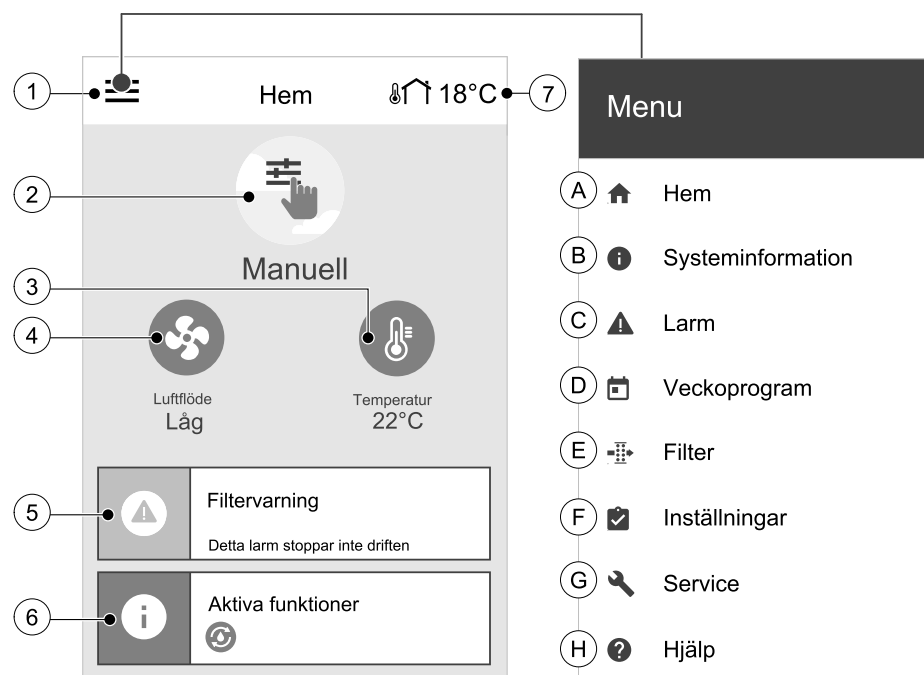 1
Hem
18°C
7
2
Manuell
3
4
Luftflöde
Låg
Temperatur
22°C
5
Filtervarning
Detta larm stoppar inte driften
6
Aktiva funktioner
Menu
A Hem
B Systeminformation
C Larm
D Veckoprogram
E Filter
F Inställningar
G Service
H Hjälp